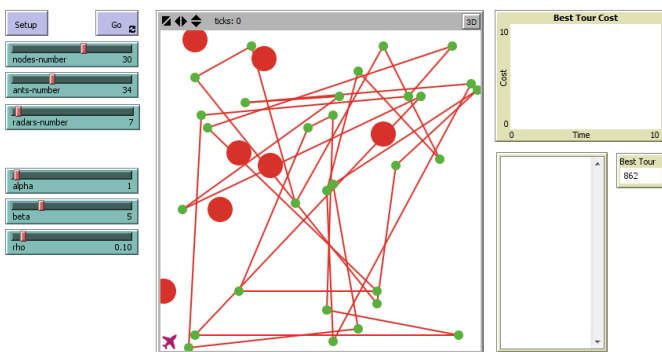 Setup
Go
nodes-number 30
ants-number 34
radars-number 7
alpha 1
beta 5
rho 0.10
ticks: 0
3D
Best Tour Cost
10
Cost
0
0 Time 10
Best Tour
862